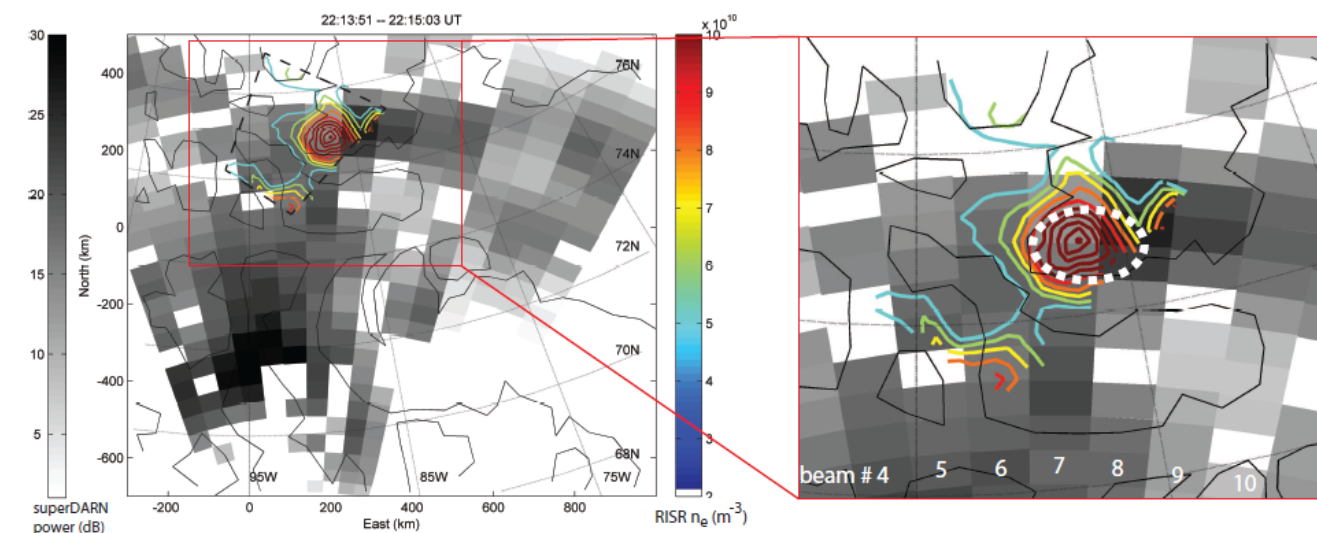 22:13:51 -- 22:15:03 UT
x 10^10
30
25
20
15
10
5
superDARN
power (dB)
400
200
0
-200
-400
-600
North (km)
-200
0
200
400
600
800
East (km)
76N
74N
72N
70N
68N
95W
85W
75W
10
9
8
7
6
5
4
3
2
RISR n_e (m^-3)
beam # 4
5
6
7
8
9
10